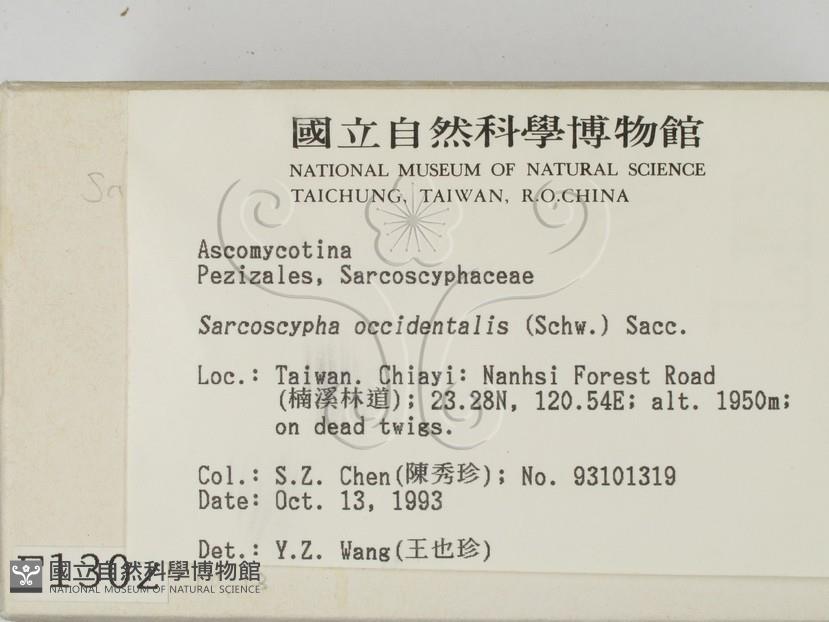 國立自然科學博物館
NATIONAL MUSEUM OF NATURAL SCIENCE
TAICHUNG, TAIWAN, R.O.CHINA
Ascomycotina
Pezizales, Sarcoscyphaceae
Sarcoscypha occidentalis (Schw.) Sacc.
Loc.: Taiwan. Chiayi: Nanhsi Forest Road
(楠溪林道); 23.28N, 120.54E; alt. 1950m;
on dead twigs.
Col.: S.Z. Chen(陳秀珍); No. 93101319
Date: Oct. 13, 1993
Det.: Y.Z. Wang(王也珍)
國立自然科學博物館
NATIONAL MUSEUM OF NATURAL SCIENCE